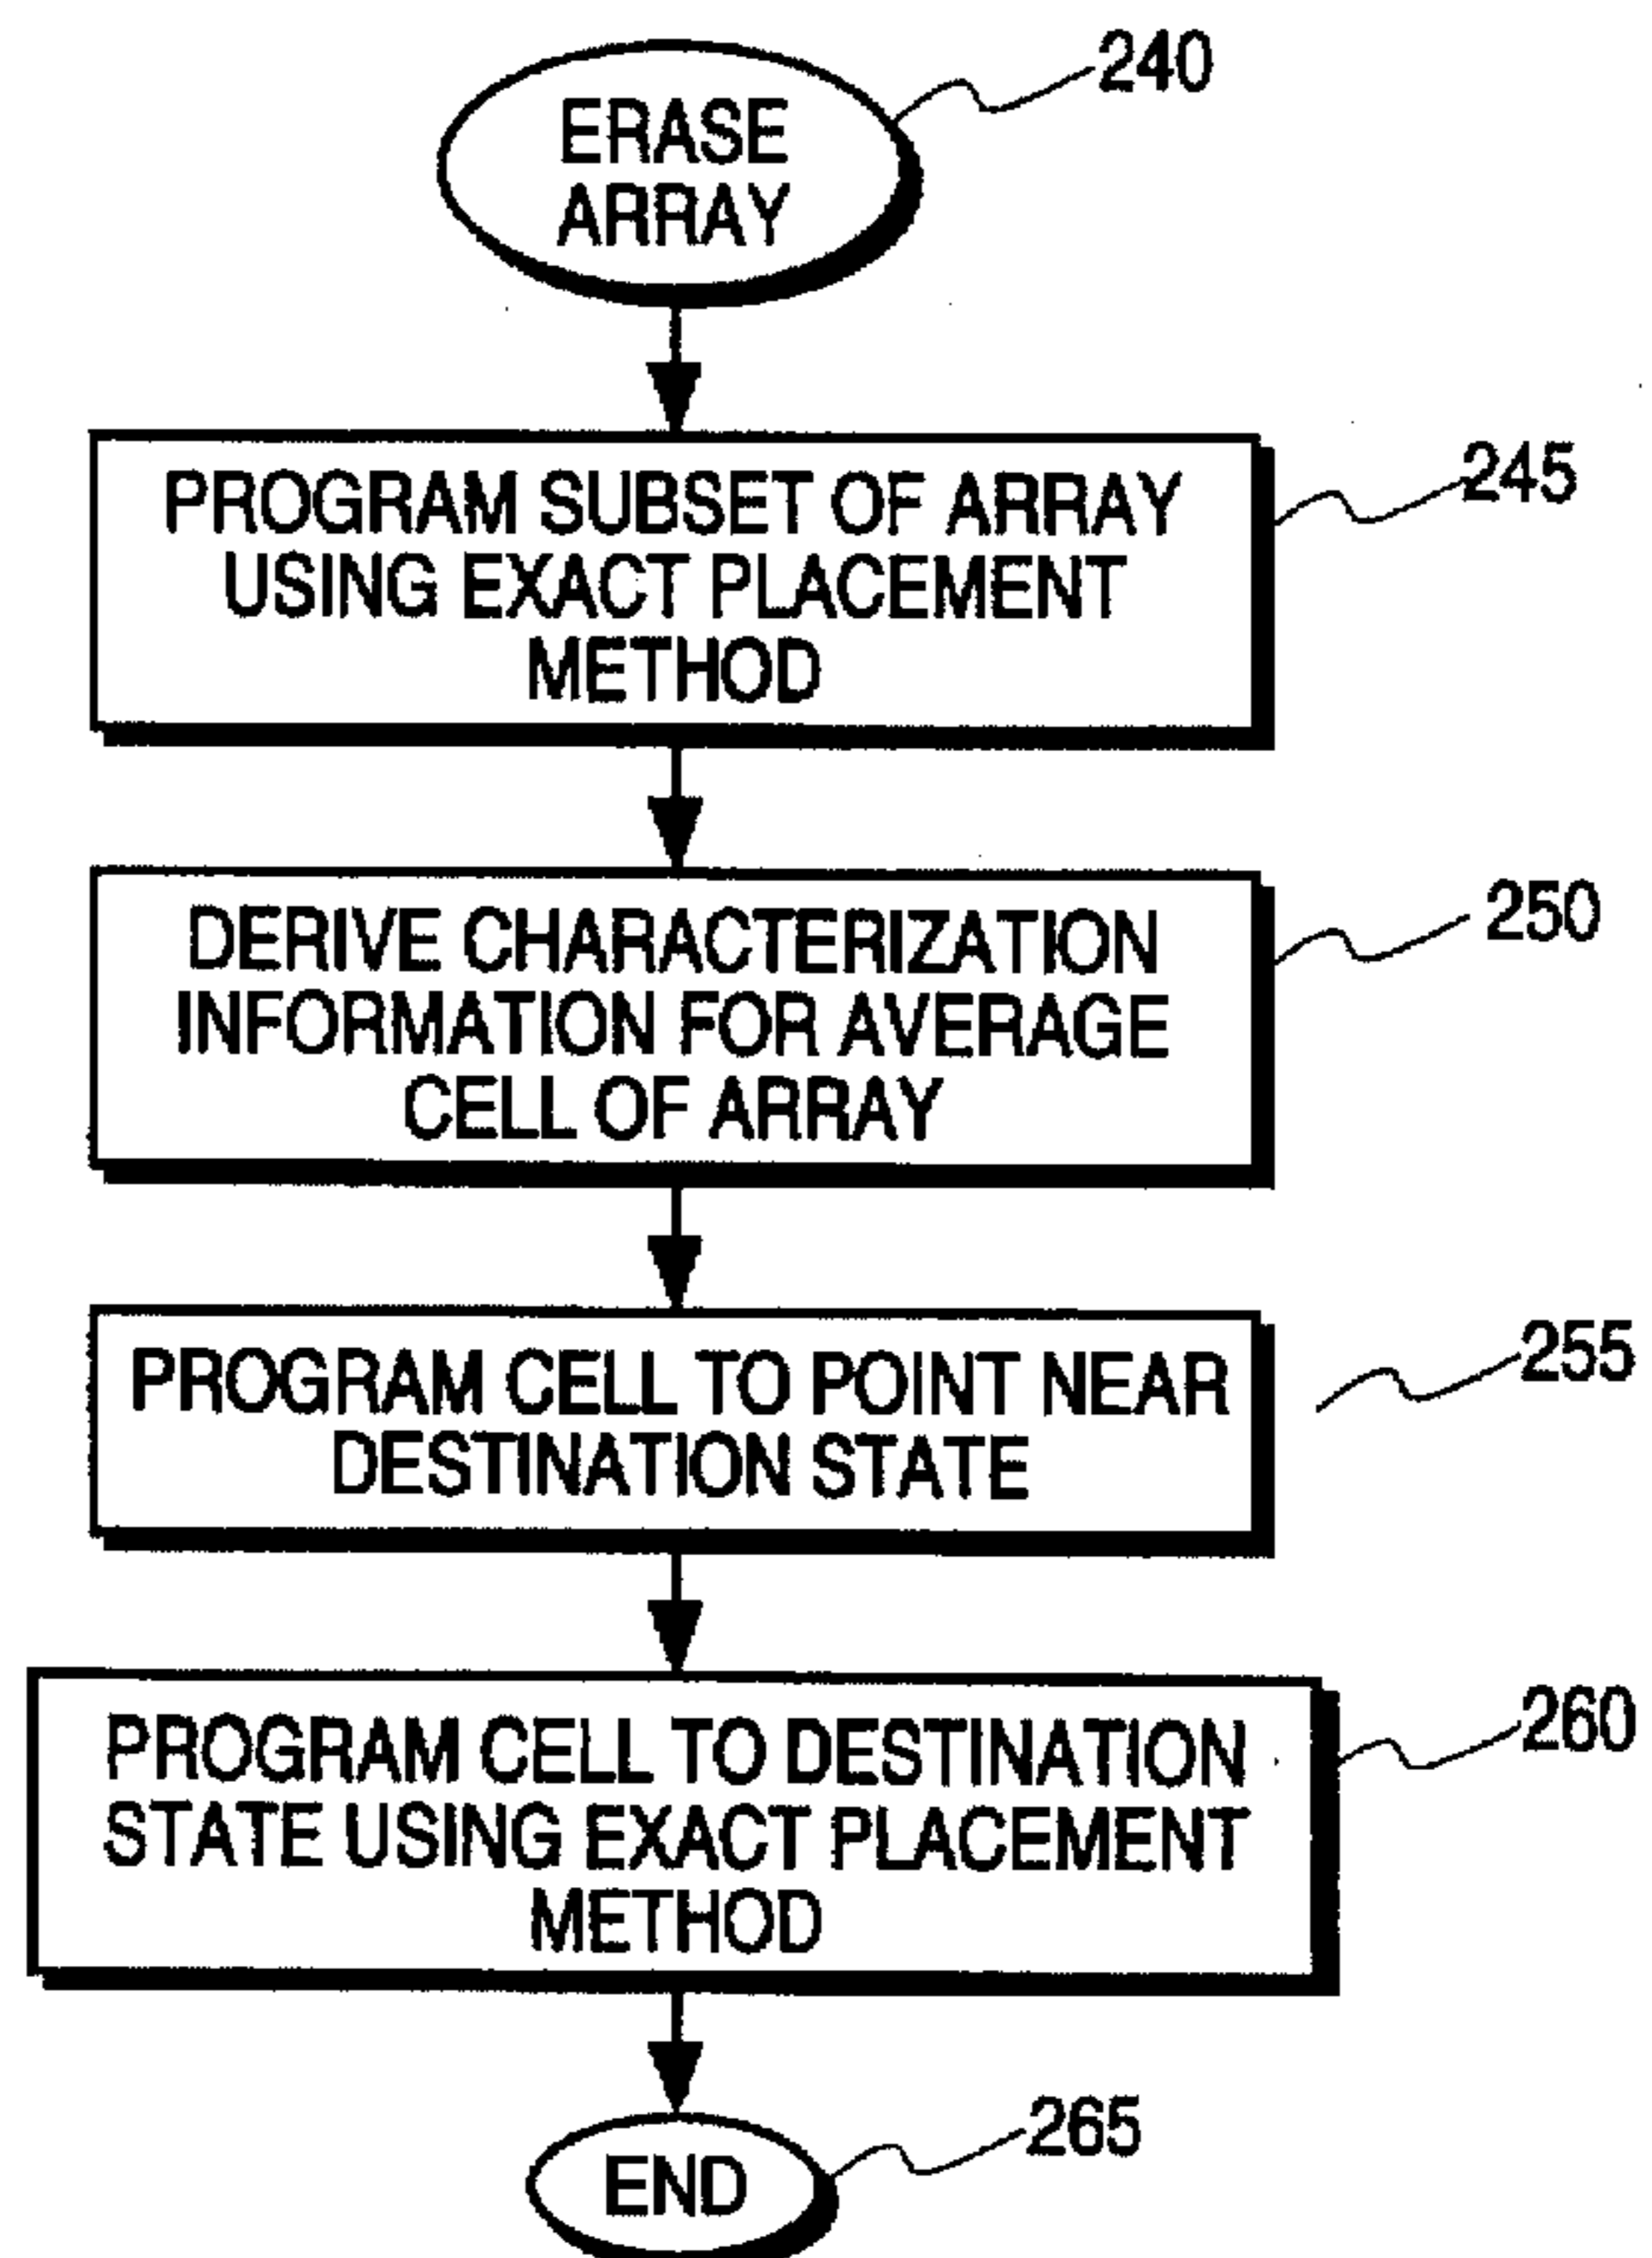 240
ERASE
ARRAY
245
PROGRAM SUBSET OF ARRAY
USING EXACT PLACEMENT
METHOD
250
DERIVE CHARACTERIZATION
INFORMATION FOR AVERAGE
CELL OF ARRAY
255
PROGRAM CELL TO POINT NEAR
DESTINATION STATE
260
PROGRAM CELL TO DESTINATION
STATE USING EXACT PLACEMENT
METHOD
265
END